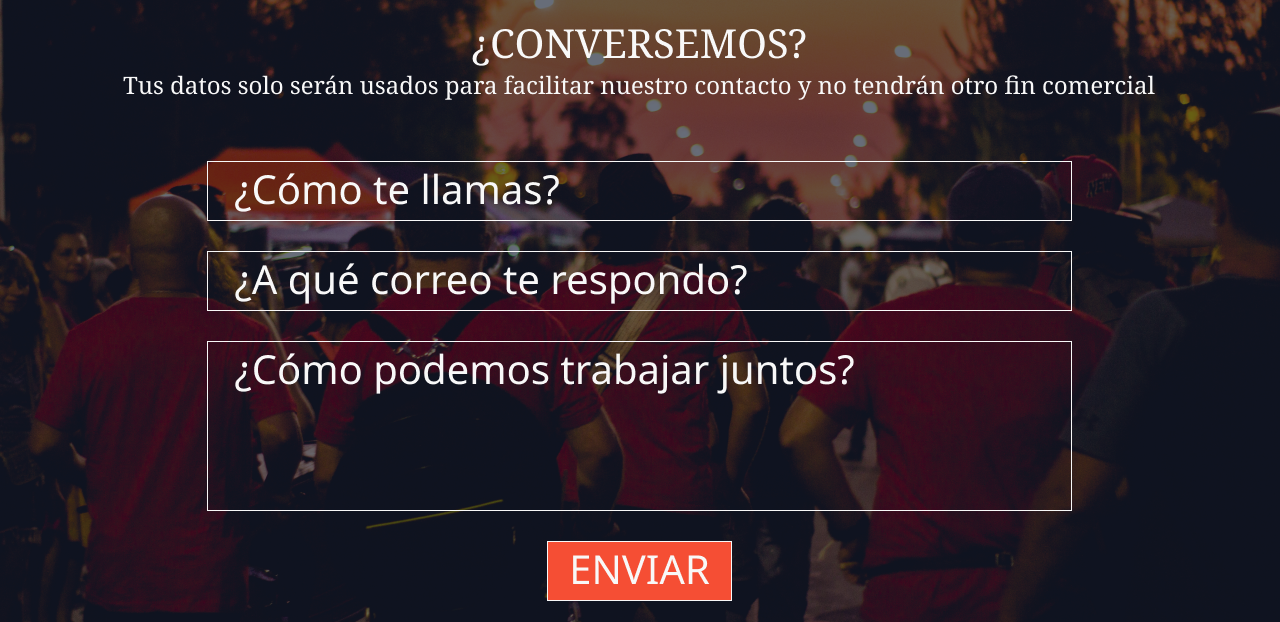 ¿CONVERSEMOS?
Tus datos solo serán usados para facilitar nuestro contacto y no tendrán otro fin comercial
¿Cómo te llamas?
¿A qué correo te respondo?
¿Cómo podemos trabajar juntos?
ENVIAR